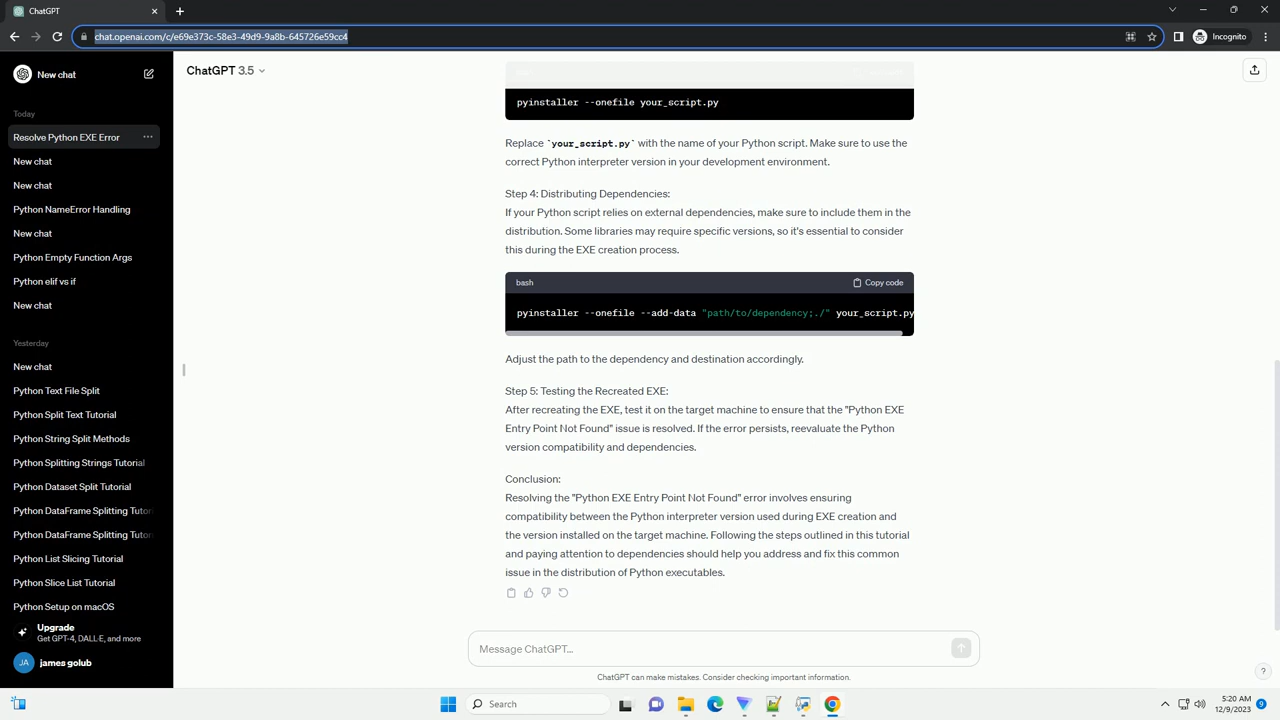 ChatGPT
chat.openai.com/c/e69e373c-58e3-49d9-9a8b-645726e59cc4
Incognito
New chat
Today
Resolve Python EXE Error
New chat
New chat
Python NameError Handling
New chat
Python Empty Function Args
Python elif vs if
New chat
Yesterday
New chat
Python Text File Split
Python Split Text Tutorial
Python String Split Methods
Python Splitting Strings Tutorial
Python Dataset Split Tutorial
Python DataFrame Splitting Tutor
Python DataFrame Splitting Tutor
Python List Slicing Tutorial
Python Slice List Tutorial
Python Setup on macOS
Upgrade
Get GPT-4, DALL·E, and more
JA james golub
ChatGPT 3.5
pyinstaller --onefile your_script.py
Replace `your_script.py` with the name of your Python script. Make sure to use the
correct Python interpreter version in your development environment.
Step 4: Distributing Dependencies:
If your Python script relies on external dependencies, make sure to include them in the
distribution. Some libraries may require specific versions, so it's essential to consider
this during the EXE creation process.
bash Copy code
pyinstaller --onefile --add-data "path/to/dependency;./" your_script.py
Adjust the path to the dependency and destination accordingly.
Step 5: Testing the Recreated EXE:
After recreating the EXE, test it on the target machine to ensure that the "Python EXE
Entry Point Not Found" issue is resolved. If the error persists, reevaluate the Python
version compatibility and dependencies.
Conclusion:
Resolving the "Python EXE Entry Point Not Found" error involves ensuring
compatibility between the Python interpreter version used during EXE creation and
the version installed on the target machine. Following the steps outlined in this tutorial
and paying attention to dependencies should help you address and fix this common
issue in the distribution of Python executables.
Message ChatGPT...
ChatGPT can make mistakes. Consider checking important information.
?
Search
5:20 AM
12/9/2023
9